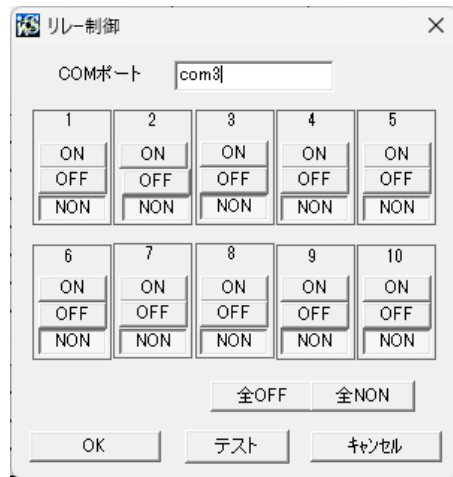 リレー制御
COMポート com3
1 2 3 4 5
ON ON ON ON ON
OFF OFF OFF OFF OFF
NON NON NON NON NON
6 7 8 9 10
ON ON ON ON ON
OFF OFF OFF OFF OFF
NON NON NON NON NON
全OFF 全NON
OK テスト キャンセル